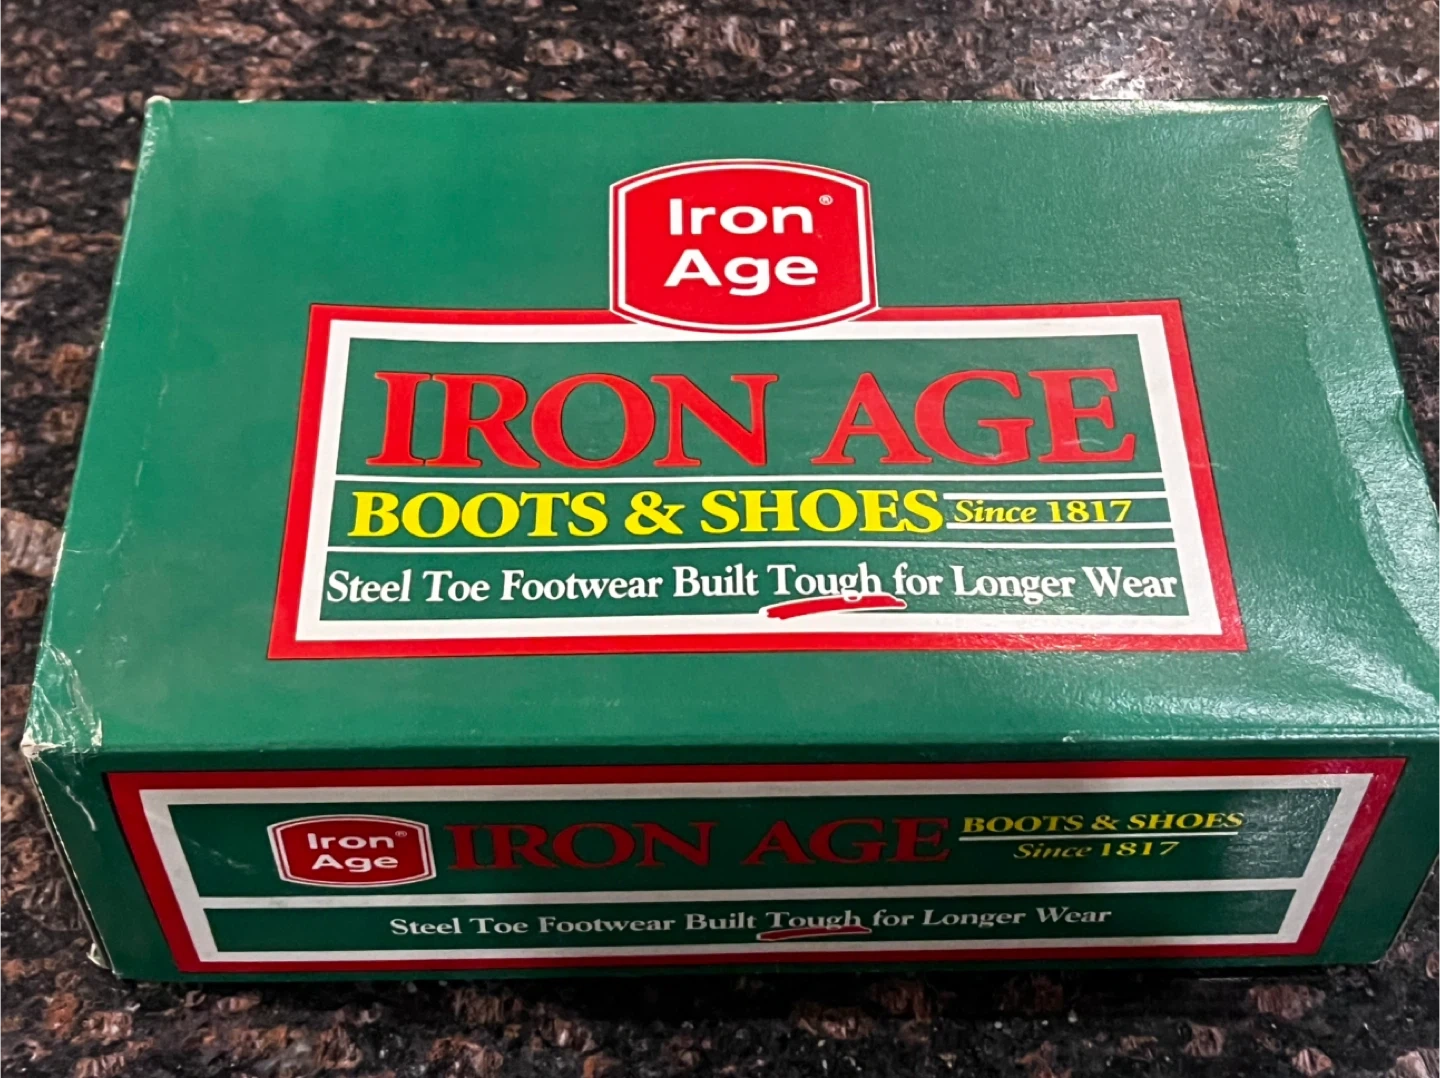 Iron®
Age
IRON AGE
BOOTS & SHOES Since 1817
Steel Toe Footwear Built Tough for Longer Wear
Iron®
Age
IRON AGE
BOOTS & SHOES
Since 1817
Steel Toe Footwear Built Tough for Longer Wear